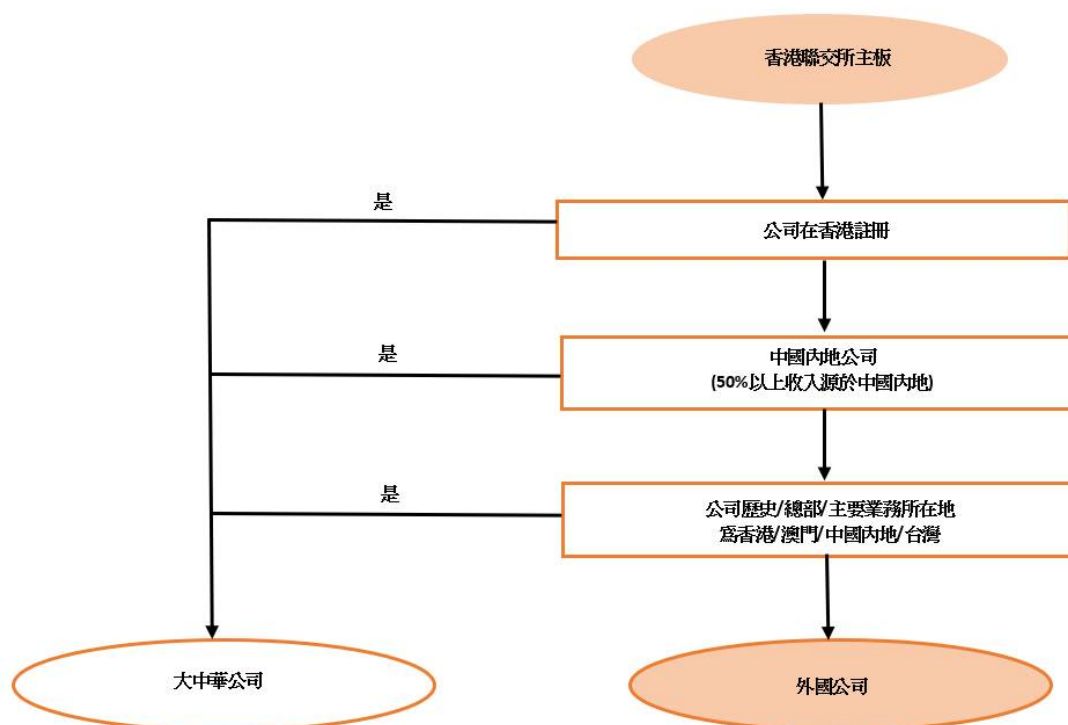 香港聯交所主板
是
公司在香港註冊
是
中國內地公司
(50%以上收入源於中國內地)
是
公司歷史/總部/主要業務所在地
爲香港/澳門/中國內地/台灣
大中華公司
外國公司